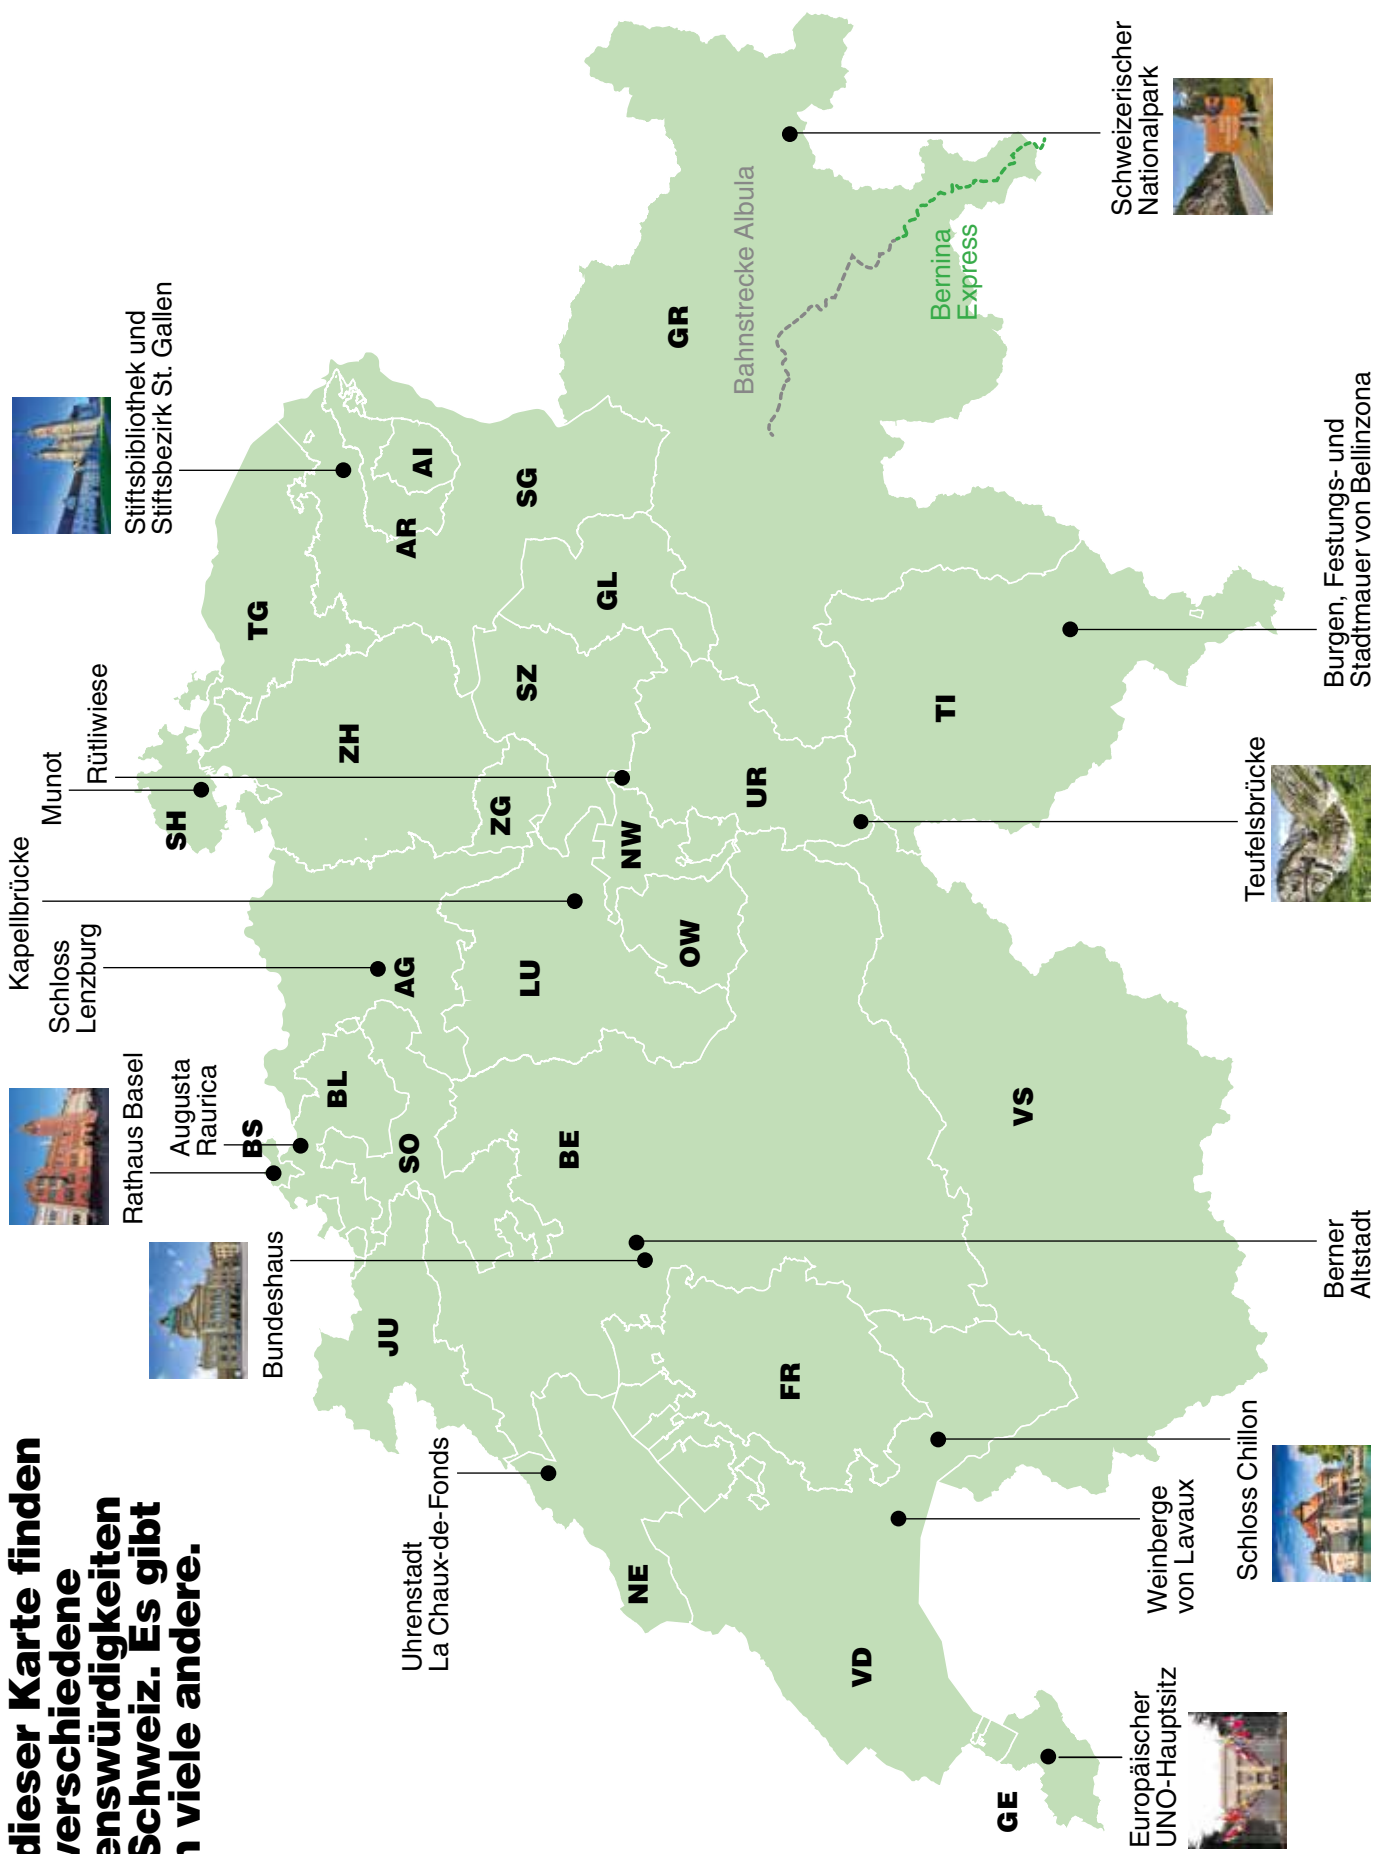 dieser Karte finden
verschiedene
enswürdigkeiten
Schweiz. Es gibt
n viele andere.
Bundeshaus
Rathaus Basel
Augusta
Raurica
Kapellbrücke
Schloss
Lenzburg
Munot
Rütliwiese
Stiftsbibliothek und
Stiftsbezirk St. Gallen
Uhrenstadt
La Chaux-de-Fonds
SH
BS
TG
BL
ZH
JU
AG
SO
AR
AI
ZG
SZ
SG
LU
BE
GL
NE
NW
OW
GR
UR
FR
VD
TI
GE
VS
Bahnstrecke Albula
Bernina
Express
Europäischer
UNO-Hauptsitz
Weinberge
von Lavaux
Schloss Chillon
Berner
Altstadt
Teufelsbrücke
Burgen, Festungs- und
Stadtmauer von Bellinzona
Schweizerischer
Nationalpark